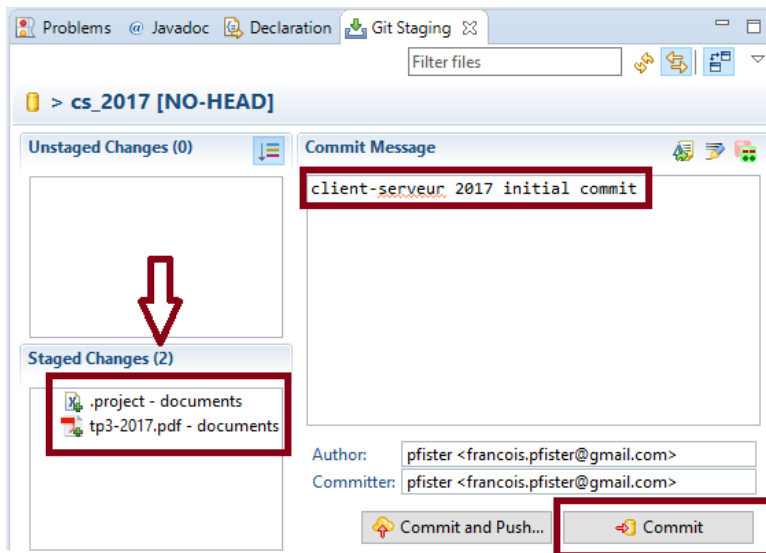 Problems @ Javadoc Declaration Git Staging
Filter files
> cs_2017 [NO-HEAD]
Unstaged Changes (0)
Commit Message
client-serveur 2017 initial commit
Staged Changes (2)
.project - documents
tp3-2017.pdf - documents
Author: pfister <francois.pfister@gmail.com>
Committer: pfister <francois.pfister@gmail.com>
Commit and Push... Commit